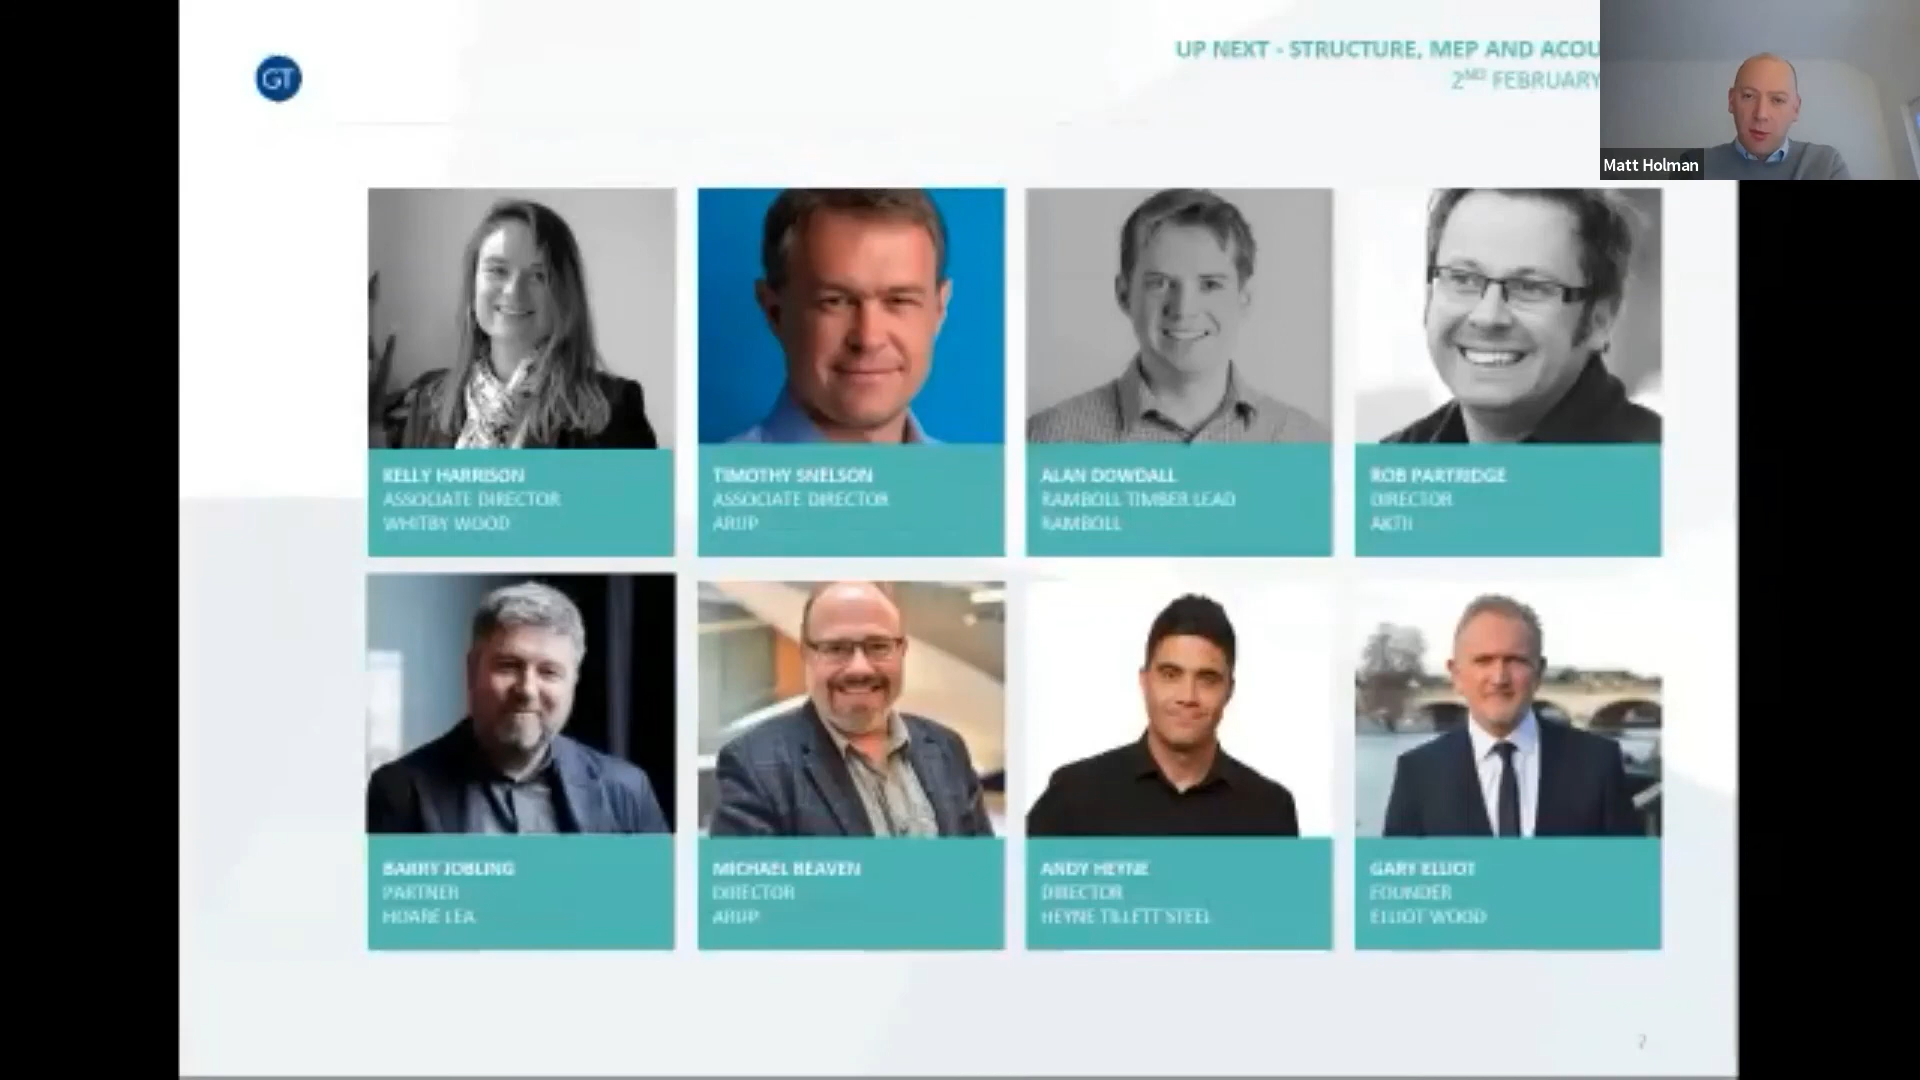 GT
UP NEXT - STRUCTURE, MEP AND ACOU
2ND FEBRUARY
Matt Holman
KELLY HARRISON
ASSOCIATE DIRECTOR
WHITBY WOOD
TIMOTHY SNELSON
ASSOCIATE DIRECTOR
ARUP
ALAN DOWDALL
RAMBOLL TIMBER LEAD
RAMBOLL
ROB PARTRIDGE
DIRECTOR
AKTII
BARRY JOBLING
PARTNER
HOARE LEA
MICHAEL BEAVEN
DIRECTOR
ARUP
ANDY HEYNE
DIRECTOR
HEYNE TILLETT STEEL
GARY ELLIOT
FOUNDER
ELLIOT WOOD